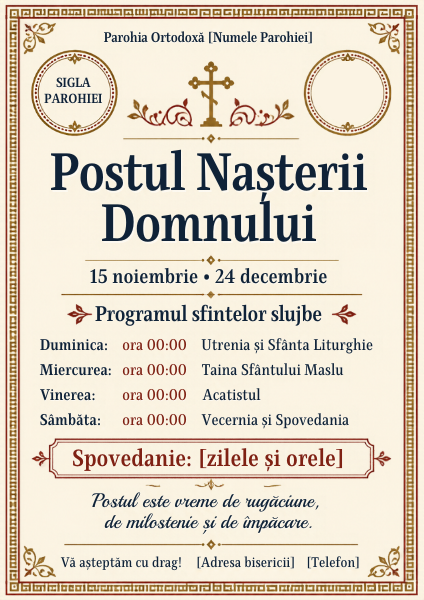 Parohia Ortodoxă [Numele Parohiei]
SIGLA
PAROHIEI
Postul Nașterii
Domnului
15 noiembrie • 24 decembrie
Programul sfintelor slujbe
Duminica: ora 00:00 Utrenia și Sfânta Liturghie
Miercurea: ora 00:00 Taina Sfântului Maslu
Vinerea: ora 00:00 Acatistul
Sâmbăta: ora 00:00 Vecernia și Spovedania
Spovedanie: [zilele și orele]
Postul este vreme de rugăciune,
de milostenie și de împăcare.
Vă așteptăm cu drag! [Adresa bisericii] [Telefon]